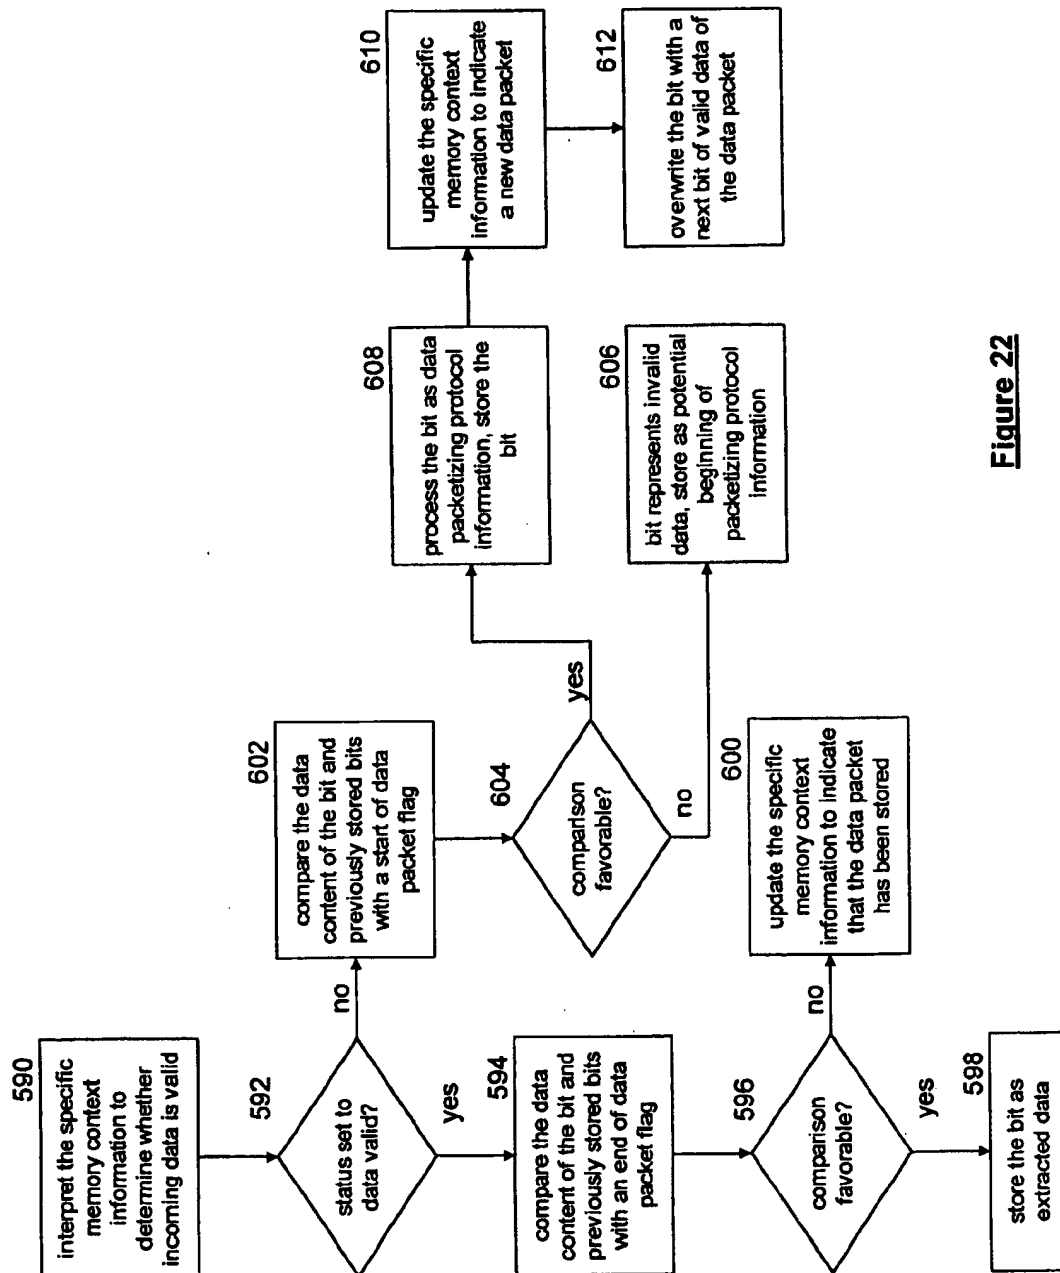 590
interpret the specific
memory context
information to
determine whether
incoming data is valid
592
status set to
data valid?
no
yes
602
compare the data
content of the bit and
previously stored bits
with a start of data
packet flag
604
comparison
favorable?
yes
no
608
process the bit as data
packetizing protocol
information, store the
bit
610
update the specific
memory context
information to indicate
a new data packet
612
overwrite the bit with a
next bit of valid data of
the data packet
606
bit represents invalid
data, store as potential
beginning of
packetizing protocol
information
594
compare the data
content of the bit and
previously stored bits
with an end of data
packet flag
596
comparison
favorable?
no
yes
600
update the specific
memory context
information to indicate
that the data packet
has been stored
598
store the bit as
extracted data
Figure 22